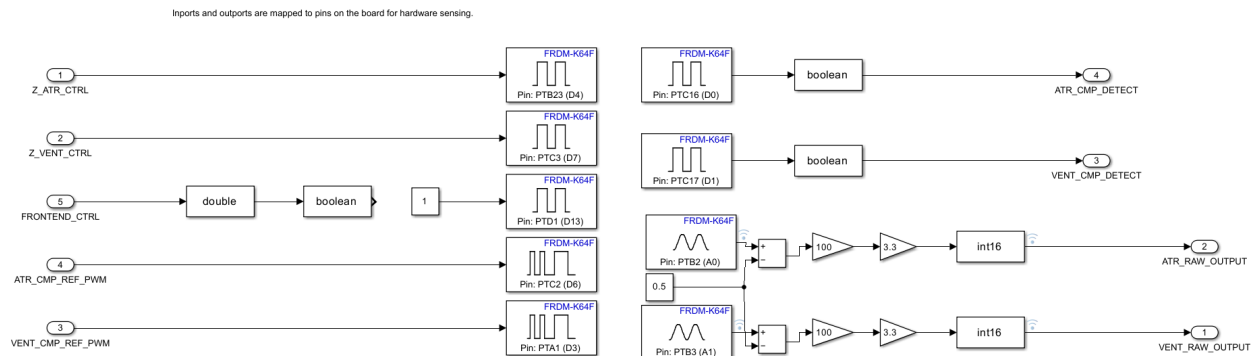 Inports and outports are mapped to pins on the board for hardware sensing.
1
Z_ATR_CTRL
FRDM-K64F
Pin: PTB23 (D4)
2
Z_VENT_CTRL
FRDM-K64F
Pin: PTC3 (D7)
5
FRONTEND_CTRL
double
boolean
1
FRDM-K64F
Pin: PTD1 (D13)
4
ATR_CMP_REF_PWM
FRDM-K64F
Pin: PTC2 (D6)
3
VENT_CMP_REF_PWM
FRDM-K64F
Pin: PTA1 (D3)
FRDM-K64F
Pin: PTC16 (D0)
boolean
4
ATR_CMP_DETECT
FRDM-K64F
Pin: PTC17 (D1)
boolean
3
VENT_CMP_DETECT
FRDM-K64F
Pin: PTB2 (A0)
+
−
100
3.3
int16
2
ATR_RAW_OUTPUT
0.5
FRDM-K64F
Pin: PTB3 (A1)
+
−
100
3.3
int16
1
VENT_RAW_OUTPUT